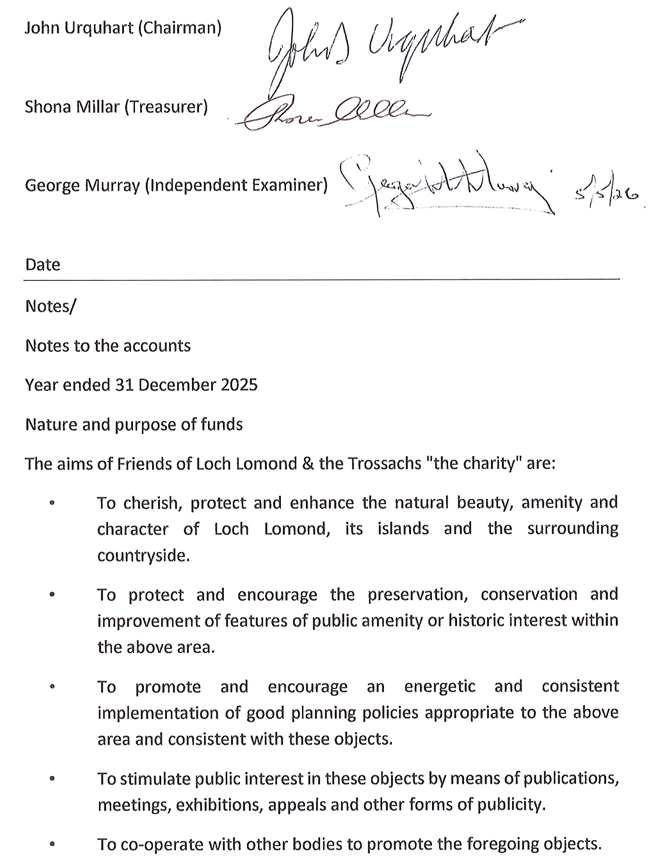 John Urquhart (Chairman) John S Urquhart
Shona Millar (Treasurer) Shona Millar
George Murray (Independent Examiner) 5/5/26
Date
Notes/
Notes to the accounts
Year ended 31 December 2025
Nature and purpose of funds
The aims of Friends of Loch Lomond & the Trossachs "the charity" are:
• To cherish, protect and enhance the natural beauty, amenity and
character of Loch Lomond, its islands and the surrounding
countryside.
• To protect and encourage the preservation, conservation and
improvement of features of public amenity or historic interest within
the above area.
• To promote and encourage an energetic and consistent
implementation of good planning policies appropriate to the above
area and consistent with these objects.
• To stimulate public interest in these objects by means of publications,
meetings, exhibitions, appeals and other forms of publicity.
• To co-operate with other bodies to promote the foregoing objects.